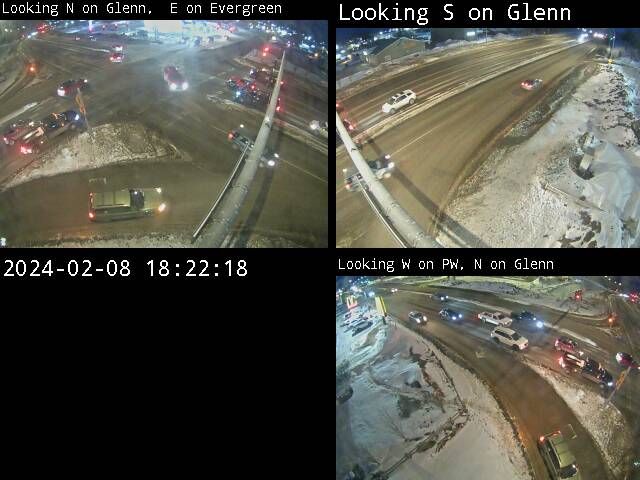 Looking N on Glenn, E on Evergreen
Looking S on Glenn
2024-02-08 18:22:18
Looking W on PW, N on Glenn